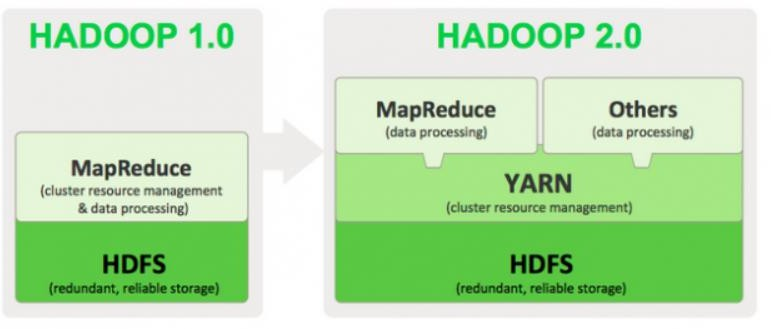 HADOOP 1.0
MapReduce
(cluster resource management
& data processing)
HDFS
(redundant, reliable storage)
HADOOP 2.0
MapReduce
(data processing)
Others
(data processing)
YARN
(cluster resource management)
HDFS
(redundant, reliable storage)